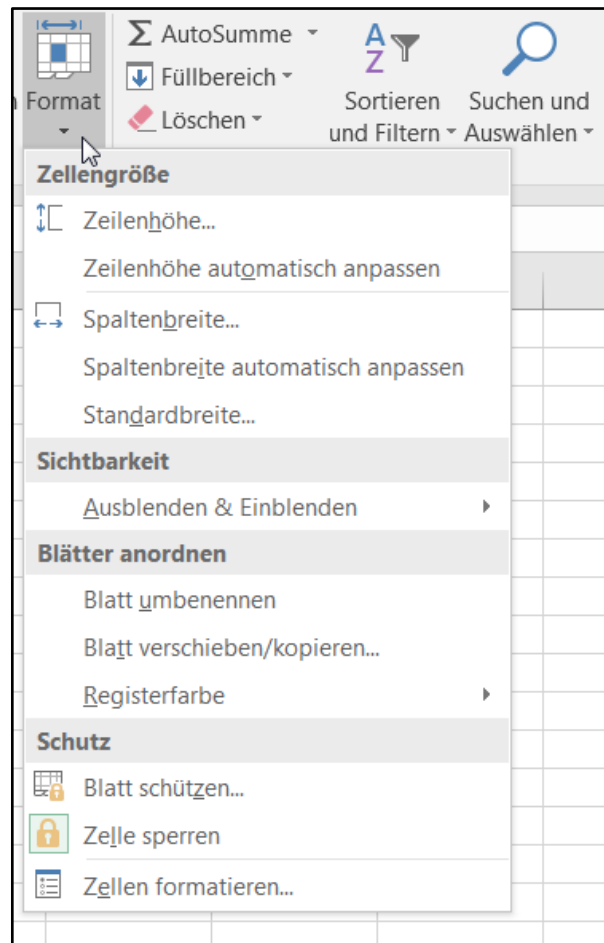 Format
AutoSumme
Füllbereich
Löschen
Sortieren
und Filtern
Suchen und
Auswählen
Zellengröße
Zeilenhöhe...
Zeilenhöhe automatisch anpassen
Spaltenbreite...
Spaltenbreite automatisch anpassen
Standardbreite...
Sichtbarkeit
Ausblenden & Einblenden
Blätter anordnen
Blatt umbenennen
Blatt verschieben/kopieren...
Registerfarbe
Schutz
Blatt schützen...
Zelle sperren
Zellen formatieren...